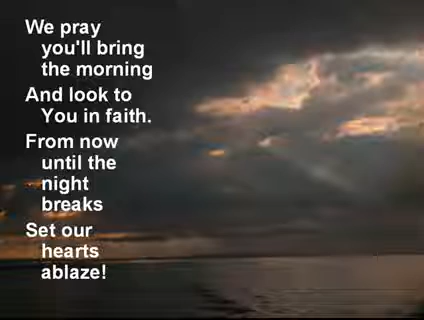 We pray
you'll bring
the morning
And look to
You in faith.
From now
until the
night
breaks
Set our
hearts
ablaze!